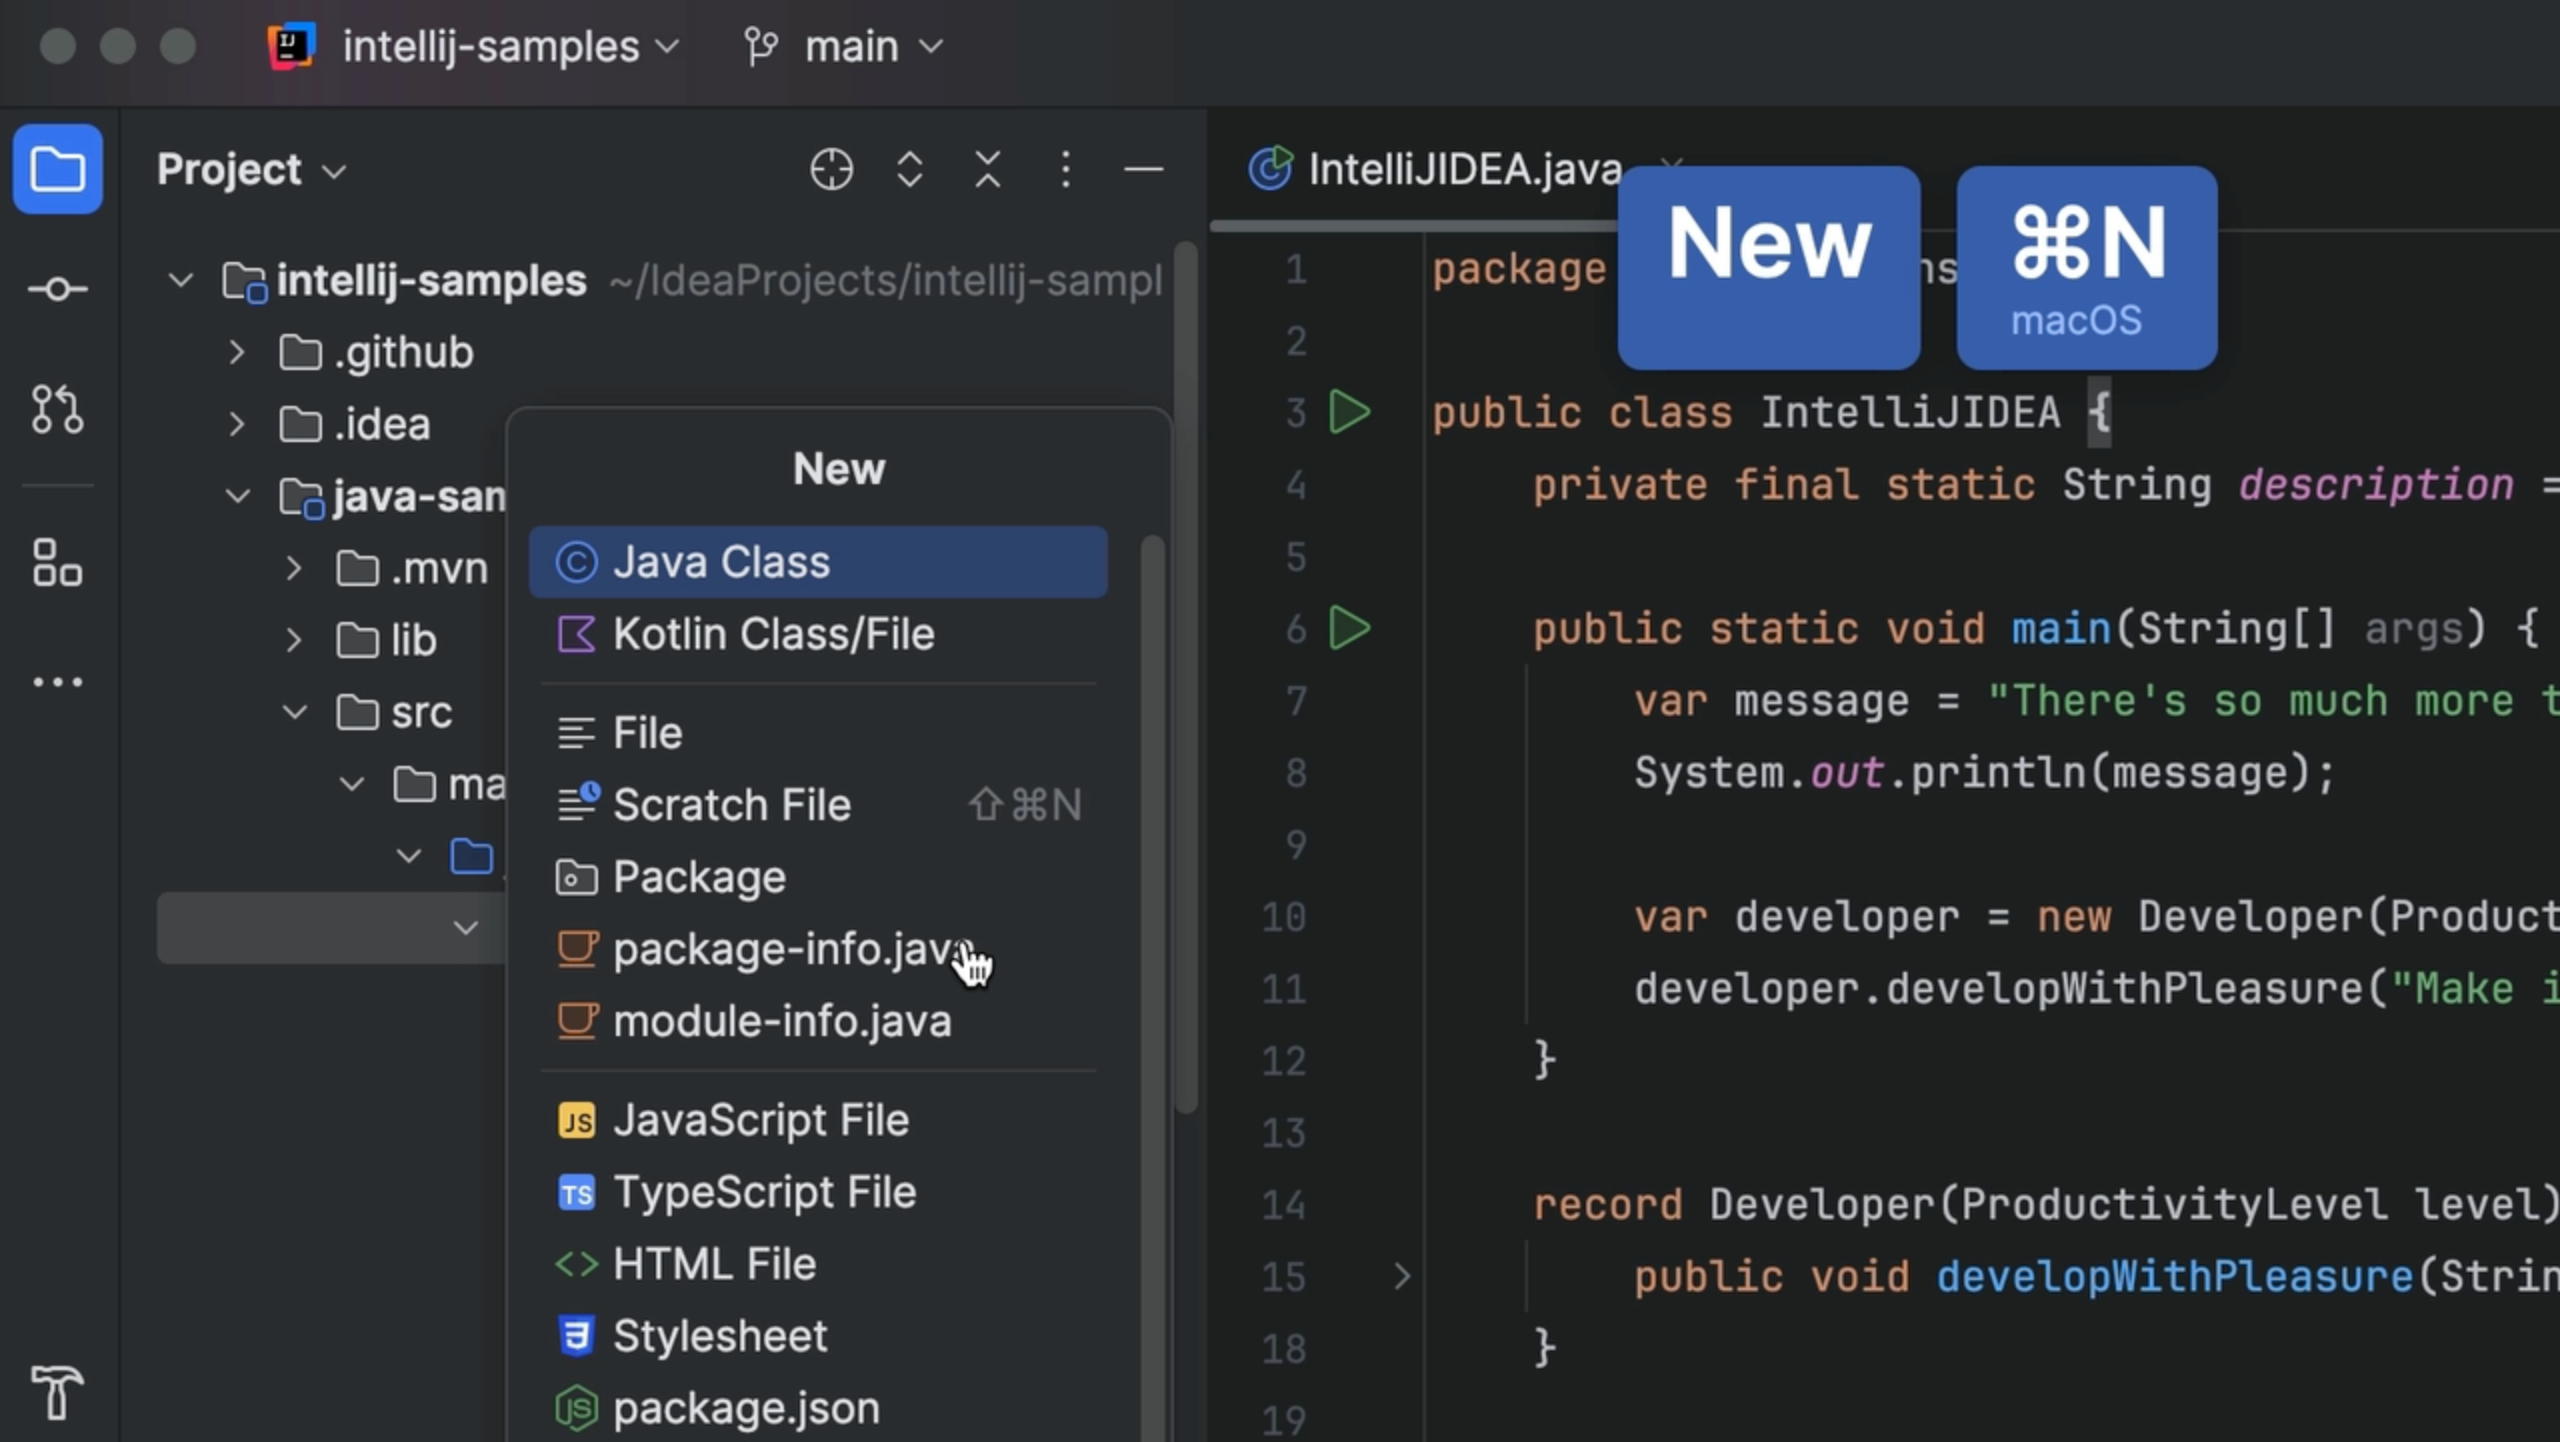 intellij-samples main
Project
intellij-samples ~/IdeaProjects/intellij-sampl
.github
.idea
java-sam
.mvn
lib
src
ma
New
Java Class
Kotlin Class/File
File
Scratch File ⇧⌘N
Package
package-info.java
module-info.java
JavaScript File
TypeScript File
HTML File
Stylesheet
package.json
IntelliJIDEA.java
New
⌘N
macOS
1 package ns
2
3 public class IntelliJIDEA {
4 private final static String description =
5
6 public static void main(String[] args) {
7 var message = "There's so much more t
8 System.out.println(message);
9
10 var developer = new Developer(Product
11 developer.developWithPleasure("Make i
12 }
13
14 record Developer(ProductivityLevel level)
15 public void developWithPleasure(Strin
18 }
19